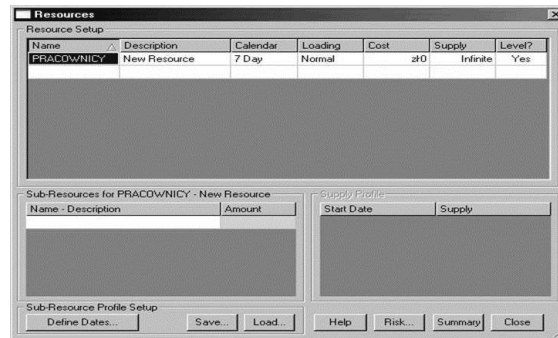 Resources
Resource Setup
Name Description Calendar Loading Cost Supply Level?
PRACOWNICY New Resource 7 Day Normal zł0 Infinite Yes
Sub-Resources for PRACOWNICY - New Resource Supply Profile
Name - Description Amount Start Date Supply
Sub-Resource Profile Setup
Define Dates... Save... Load... Help Risk... Summary Close